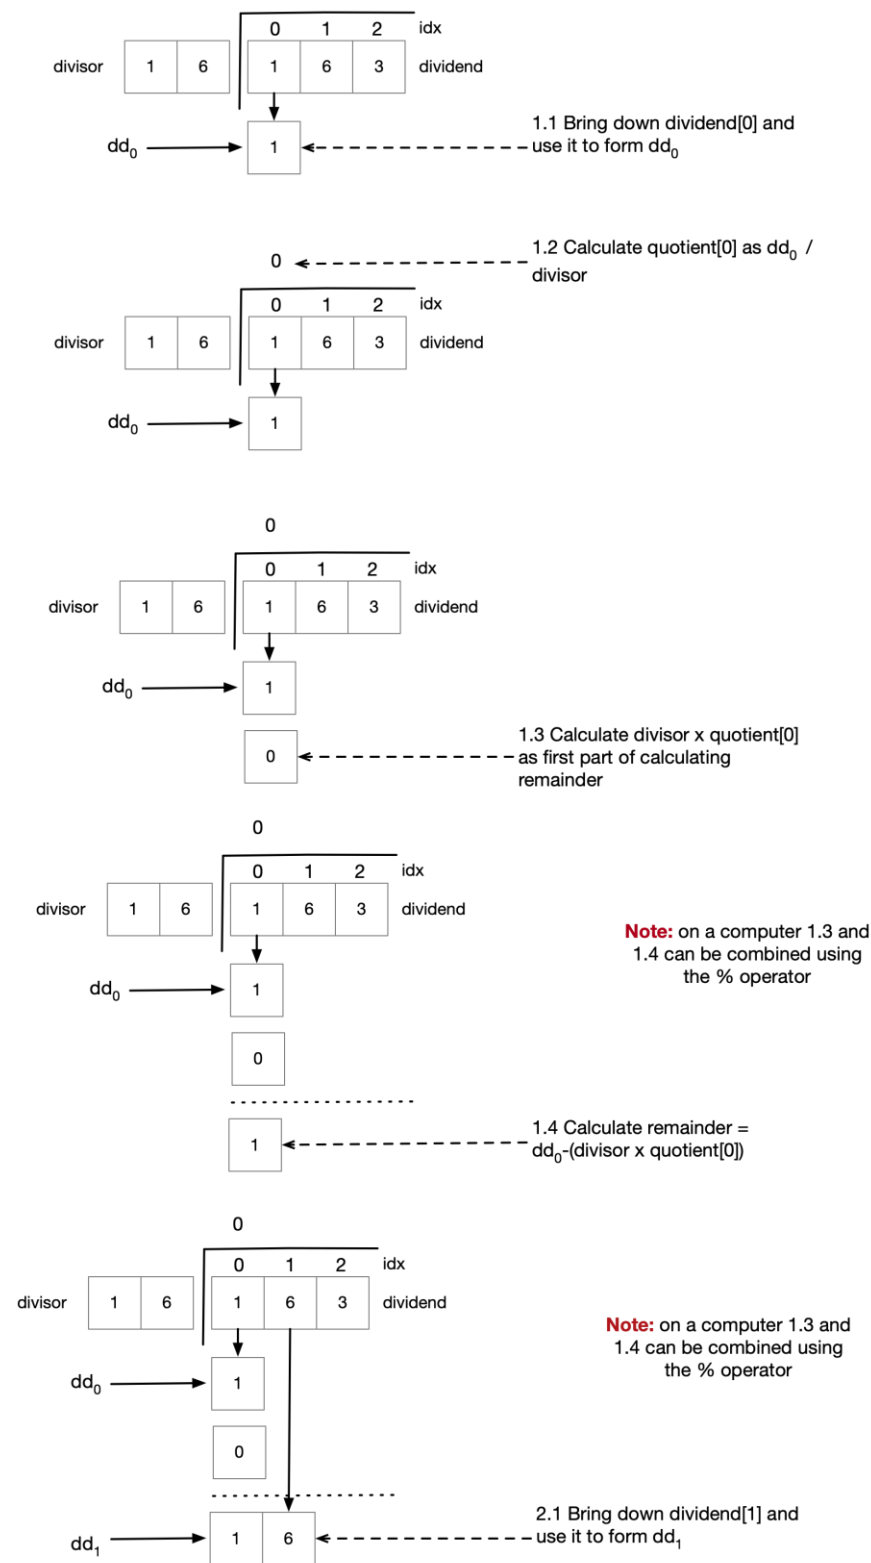 0 1 2 idx
divisor 1 6 1 6 3 dividend
1.1 Bring down dividend[0] and
use it to form dd0
dd0 1
1.2 Calculate quotient[0] as dd0 /
divisor
0
0 1 2 idx
divisor 1 6 1 6 3 dividend
dd0 1
0
0 1 2 idx
divisor 1 6 1 6 3 dividend
dd0 1
1.3 Calculate divisor x quotient[0]
as first part of calculating
remainder
0
0
0 1 2 idx
divisor 1 6 1 6 3 dividend
Note: on a computer 1.3 and
1.4 can be combined using
the % operator
dd0 1
0
1
1.4 Calculate remainder =
dd0-(divisor x quotient[0])
0
0 1 2 idx
divisor 1 6 1 6 3 dividend
Note: on a computer 1.3 and
1.4 can be combined using
the % operator
dd0 1
0
2.1 Bring down dividend[1] and
use it to form dd1
dd1 1 6